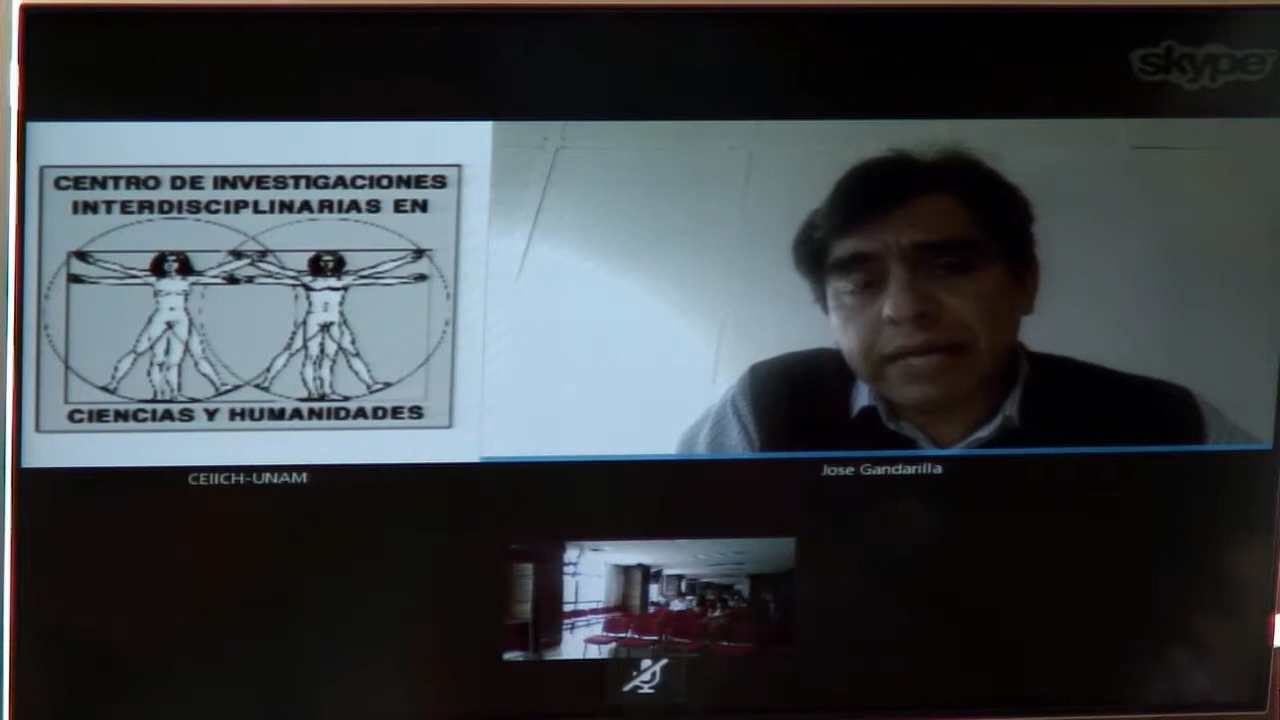 skype
CENTRO DE INVESTIGACIONES
INTERDISCIPLINARIAS EN
CIENCIAS Y HUMANIDADES
CEIICH-UNAM
Jose Gandarilla